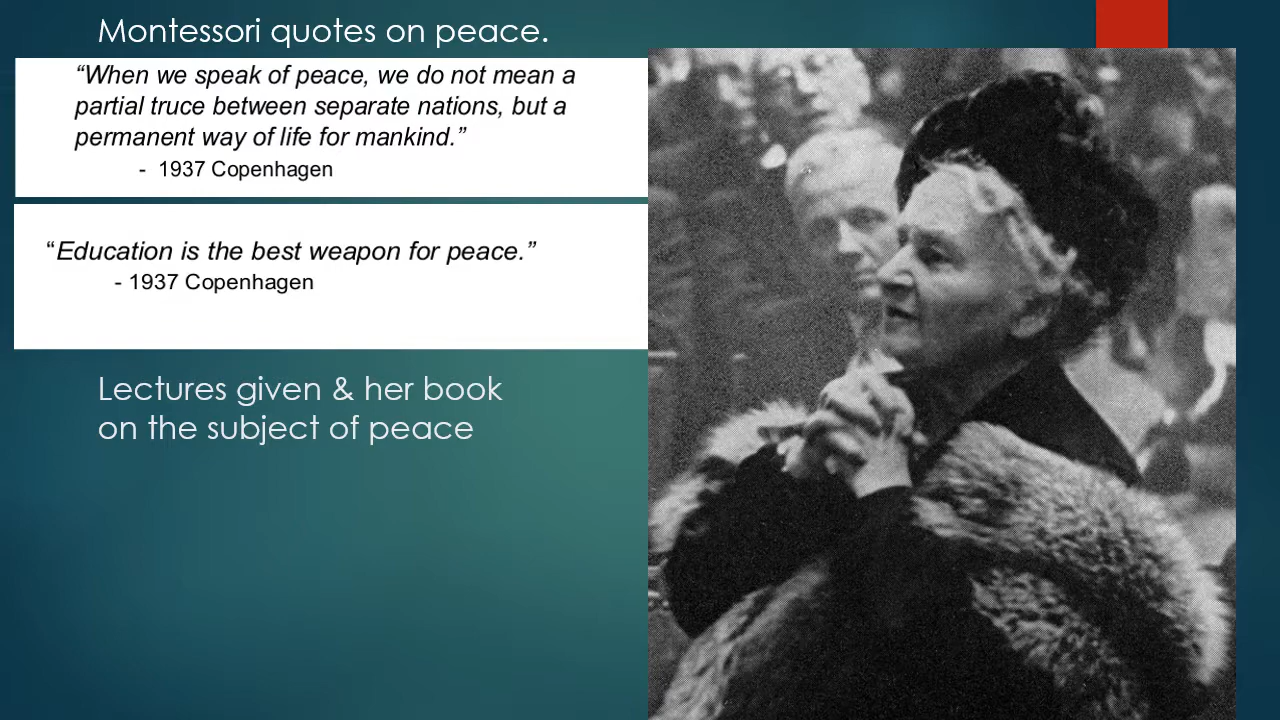 Montessori quotes on peace.
“When we speak of peace, we do not mean a
partial truce between separate nations, but a
permanent way of life for mankind.”
- 1937 Copenhagen
“Education is the best weapon for peace.”
- 1937 Copenhagen
Lectures given & her book
on the subject of peace